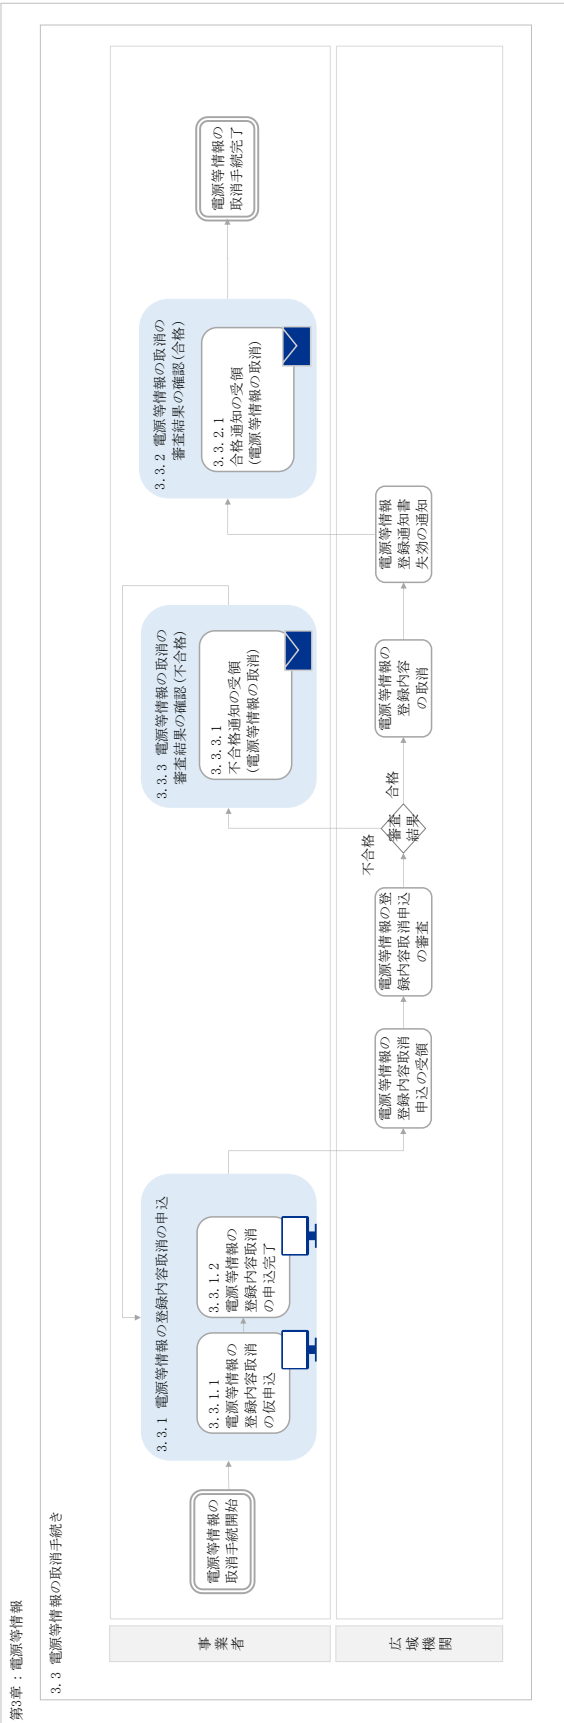 第3章：電源等情報
3.3 電源等情報の取消手続き
事
業
者
広
域
機
関
電源等情報の
取消手続開始
3.3.1 電源等情報の登録内容取消の申込
3.3.1.1
電源等情報の
登録内容取消
の仮申込
3.3.1.2
電源等情報の
登録内容取消
の申込完了
電源等情報の
登録内容取消
申込の受領
電源等情報の登
録内容取消申込
の審査
審査
結果
不合格
合格
3.3.3 電源等情報の取消の
審査結果の確認(不合格)
3.3.3.1
不合格通知の受領
(電源等情報の取消)
電源等情報の
登録内容
の取消
電源等情報
登録通知書
失効の通知
3.3.2 電源等情報の取消の
審査結果の確認(合格)
3.3.2.1
合格通知の受領
(電源等情報の取消)
電源等情報の
取消手続完了